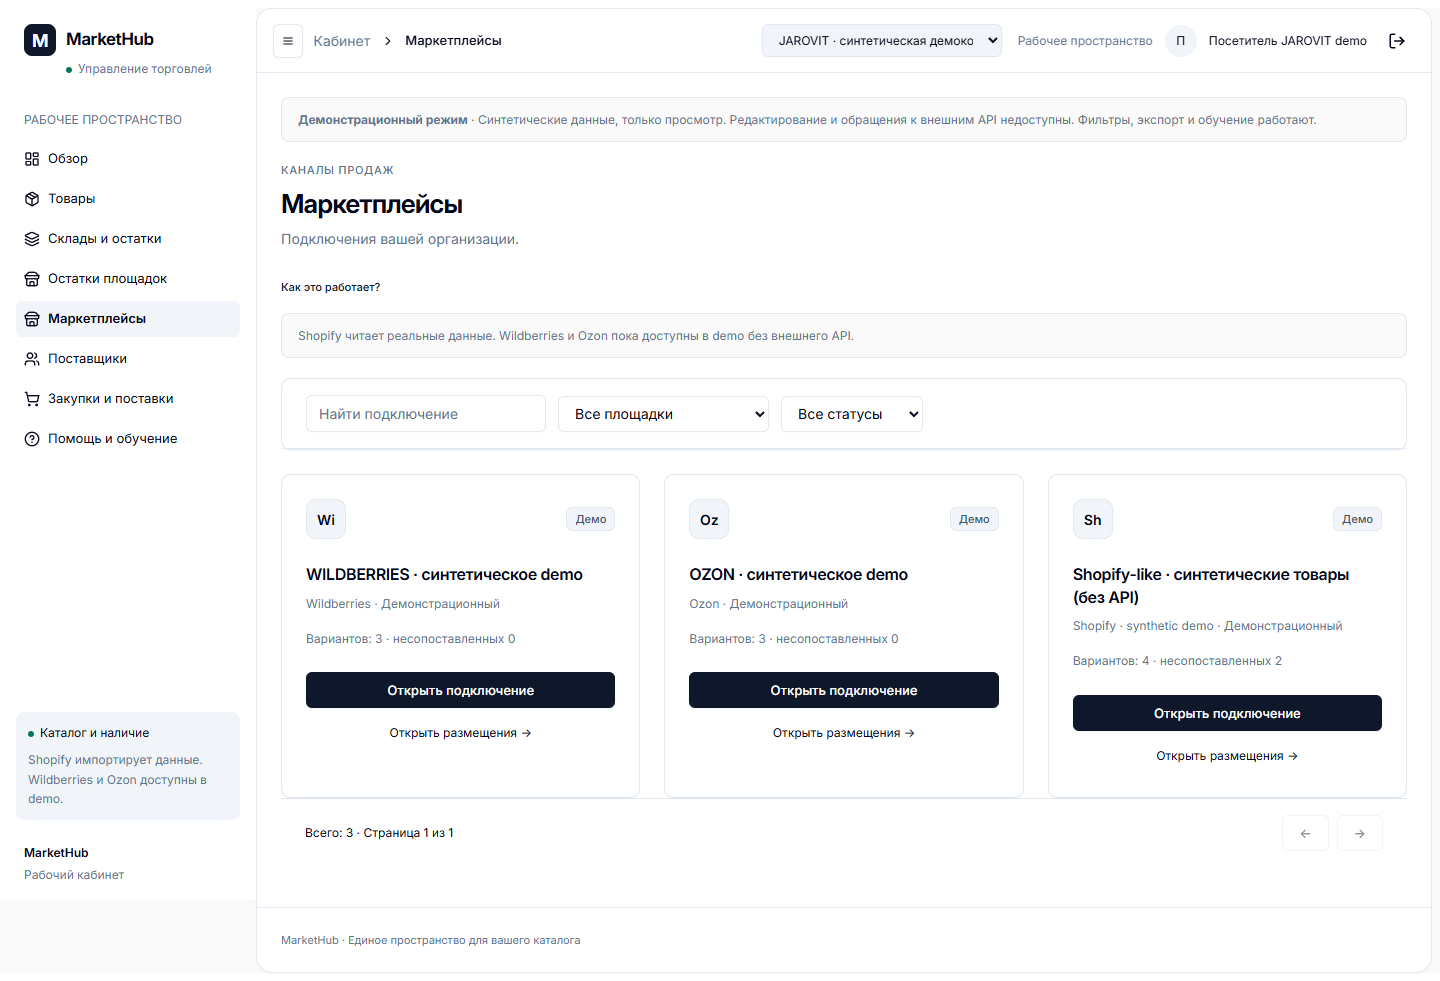 M MarketHub
Управление торговлей
РАБОЧЕЕ ПРОСТРАНСТВО
Обзор
Товары
Склады и остатки
Остатки площадок
Маркетплейсы
Поставщики
Закупки и поставки
Помощь и обучение
Каталог и наличие
Shopify импортирует данные.
Wildberries и Ozon доступны в
demo.
MarketHub
Рабочий кабинет
Кабинет > Маркетплейсы
JAROVIT · синтетическая демоко
Рабочее пространство
П
Посетитель JAROVIT demo
Демонстрационный режим · Синтетические данные, только просмотр. Редактирование и обращения к внешним API недоступны. Фильтры, экспорт и обучение работают.
КАНАЛЫ ПРОДАЖ
Маркетплейсы
Подключения вашей организации.
Как это работает?
Shopify читает реальные данные. Wildberries и Ozon пока доступны в demo без внешнего API.
Найти подключение
Все площадки
Все статусы
Wi
Демо
WILDBERRIES · синтетическое demo
Wildberries · Демонстрационный
Вариантов: 3 · несопоставленных 0
Открыть подключение
Открыть размещения →
Oz
Демо
OZON · синтетическое demo
Ozon · Демонстрационный
Вариантов: 3 · несопоставленных 0
Открыть подключение
Открыть размещения →
Sh
Демо
Shopify-like · синтетические товары
(без API)
Shopify · synthetic demo · Демонстрационный
Вариантов: 4 · несопоставленных 2
Открыть подключение
Открыть размещения →
Всего: 3 · Страница 1 из 1
← →
MarketHub · Единое пространство для вашего каталога